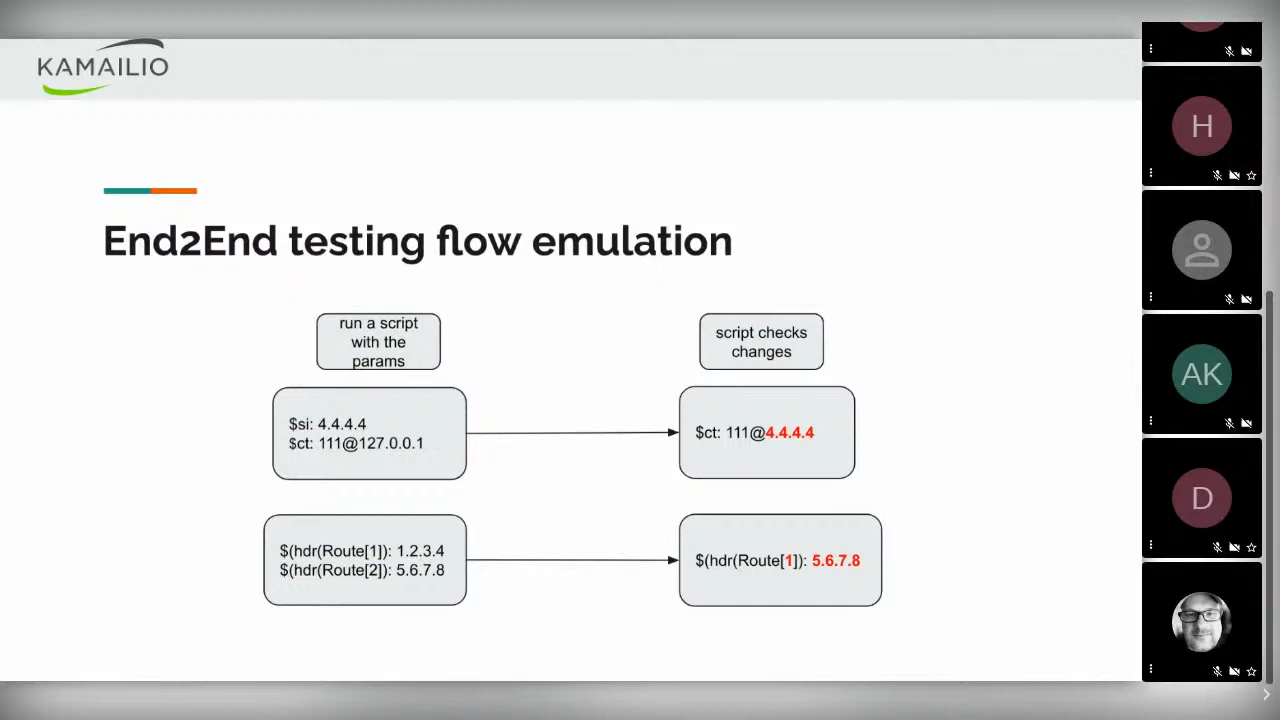 KAMAILIO
End2End testing flow emulation
run a script
with the
params
script checks
changes
$si: 4.4.4.4
$ct: 111@127.0.0.1
$ct: 111@4.4.4.4
$(hdr(Route[1]): 1.2.3.4
$(hdr(Route[2]): 5.6.7.8
$(hdr(Route[1]): 5.6.7.8
H
AK
D